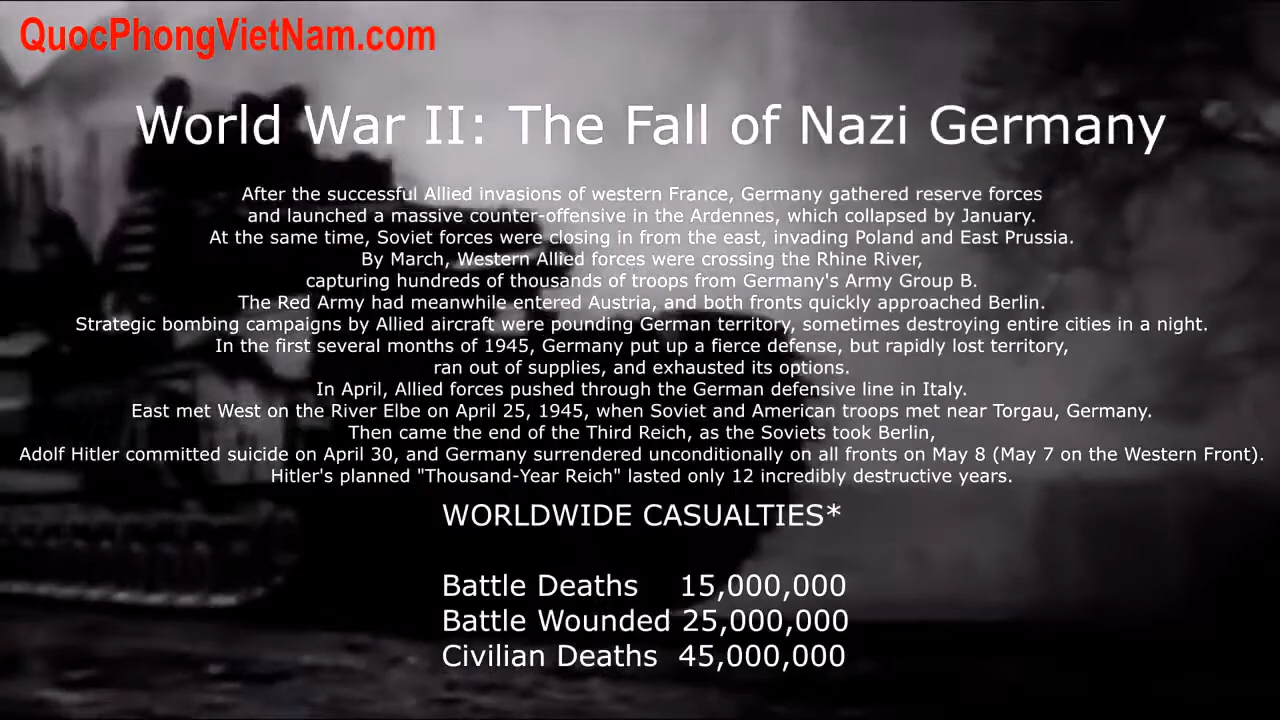 QuocPhongVietNam.com
World War II: The Fall of Nazi Germany
After the successful Allied invasions of western France, Germany gathered reserve forces
and launched a massive counter-offensive in the Ardennes, which collapsed by January.
At the same time, Soviet forces were closing in from the east, invading Poland and East Prussia.
By March, Western Allied forces were crossing the Rhine River,
capturing hundreds of thousands of troops from Germany's Army Group B.
The Red Army had meanwhile entered Austria, and both fronts quickly approached Berlin.
Strategic bombing campaigns by Allied aircraft were pounding German territory, sometimes destroying entire cities in a night.
In the first several months of 1945, Germany put up a fierce defense, but rapidly lost territory,
ran out of supplies, and exhausted its options.
In April, Allied forces pushed through the German defensive line in Italy.
East met West on the River Elbe on April 25, 1945, when Soviet and American troops met near Torgau, Germany.
Then came the end of the Third Reich, as the Soviets took Berlin,
Adolf Hitler committed suicide on April 30, and Germany surrendered unconditionally on all fronts on May 8 (May 7 on the Western Front).
Hitler's planned "Thousand-Year Reich" lasted only 12 incredibly destructive years.
WORLDWIDE CASUALTIES*
Battle Deaths 15,000,000
Battle Wounded 25,000,000
Civilian Deaths 45,000,000